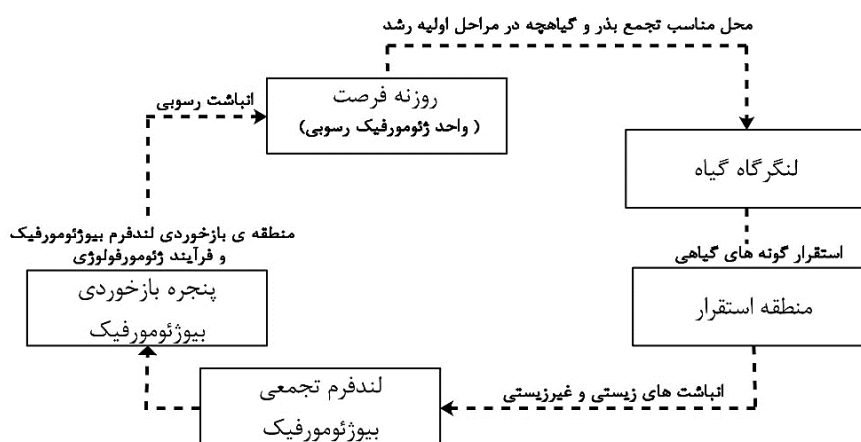 محل مناسب تجمع بذر و گیاهچه در مراحل اولیه رشد
روزنه فرصت
( واحد ژئومورفیک رسوبی)
انباشت رسوبی
لنگرگاه گیاه
استقرار گونه های گیاهی
منطقه استقرار
انباشت های زیستی و غیرزیستی
لندفرم تجمعی
بیوژئومورفیک
پنجره بازخوردی
بیوژئومورفیک
منطقه ی بازخوردی لندفرم بیوژئومورفیک
و فرآیند ژئومورفولوژی